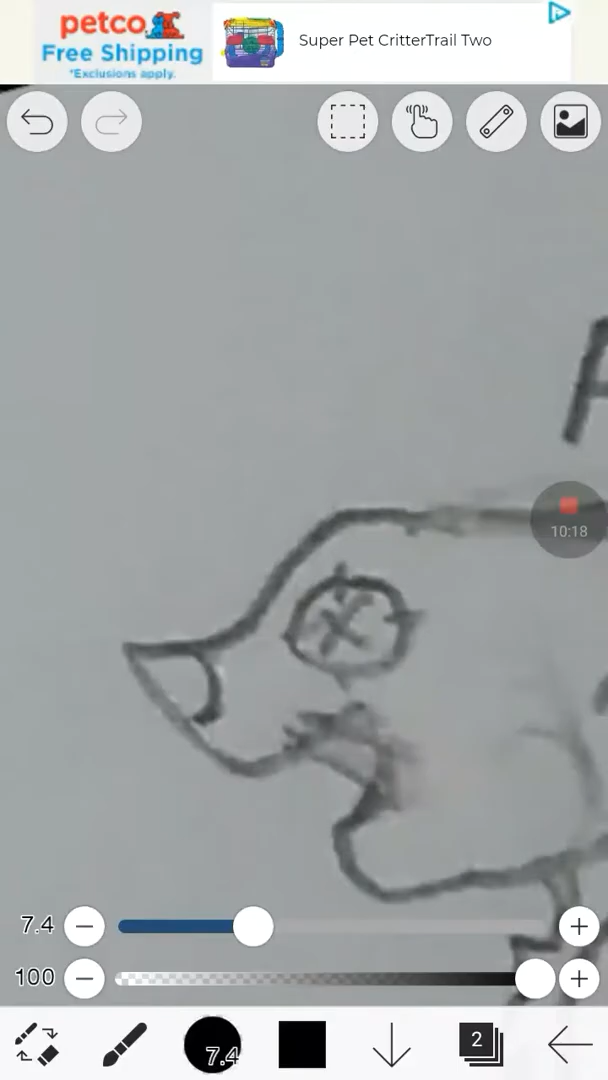 petco
Free Shipping
*Exclusions apply.
Super Pet CritterTrail Two
10:18
7.4
100
7.4
2